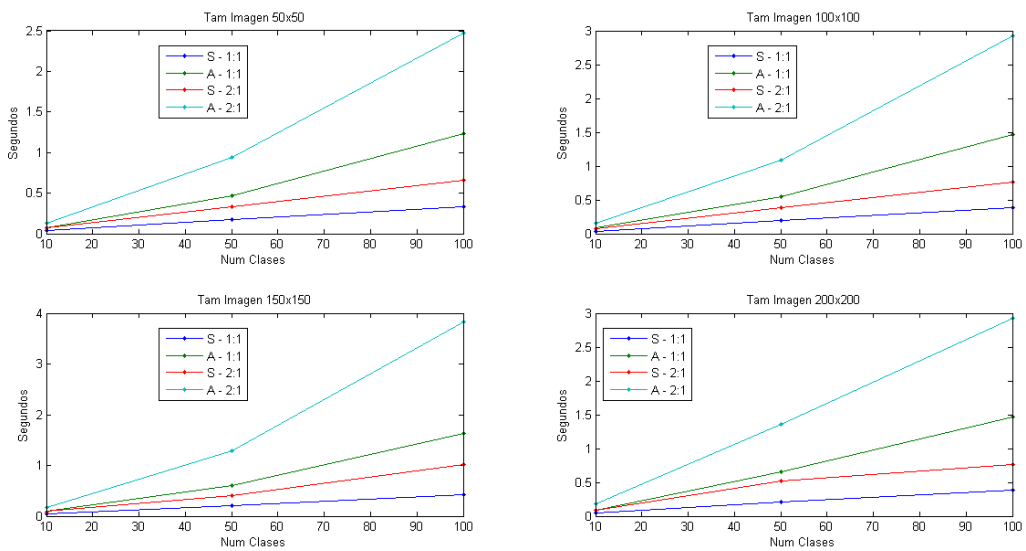 Tam Imagen 50x50
2.5
2
1.5
1
0.5
0
Segundos
S - 1:1
A - 1:1
S - 2:1
A - 2:1
10 20 30 40 50 60 70 80 90 100
Num Clases
Tam Imagen 100x100
3
2.5
2
1.5
1
0.5
0
Segundos
S - 1:1
A - 1:1
S - 2:1
A - 2:1
10 20 30 40 50 60 70 80 90 100
Num Clases
Tam Imagen 150x150
4
3
2
1
0
Segundos
S - 1:1
A - 1:1
S - 2:1
A - 2:1
10 20 30 40 50 60 70 80 90 100
Num Clases
Tam Imagen 200x200
3
2.5
2
1.5
1
0.5
0
Segundos
S - 1:1
A - 1:1
S - 2:1
A - 2:1
10 20 30 40 50 60 70 80 90 100
Num Clases